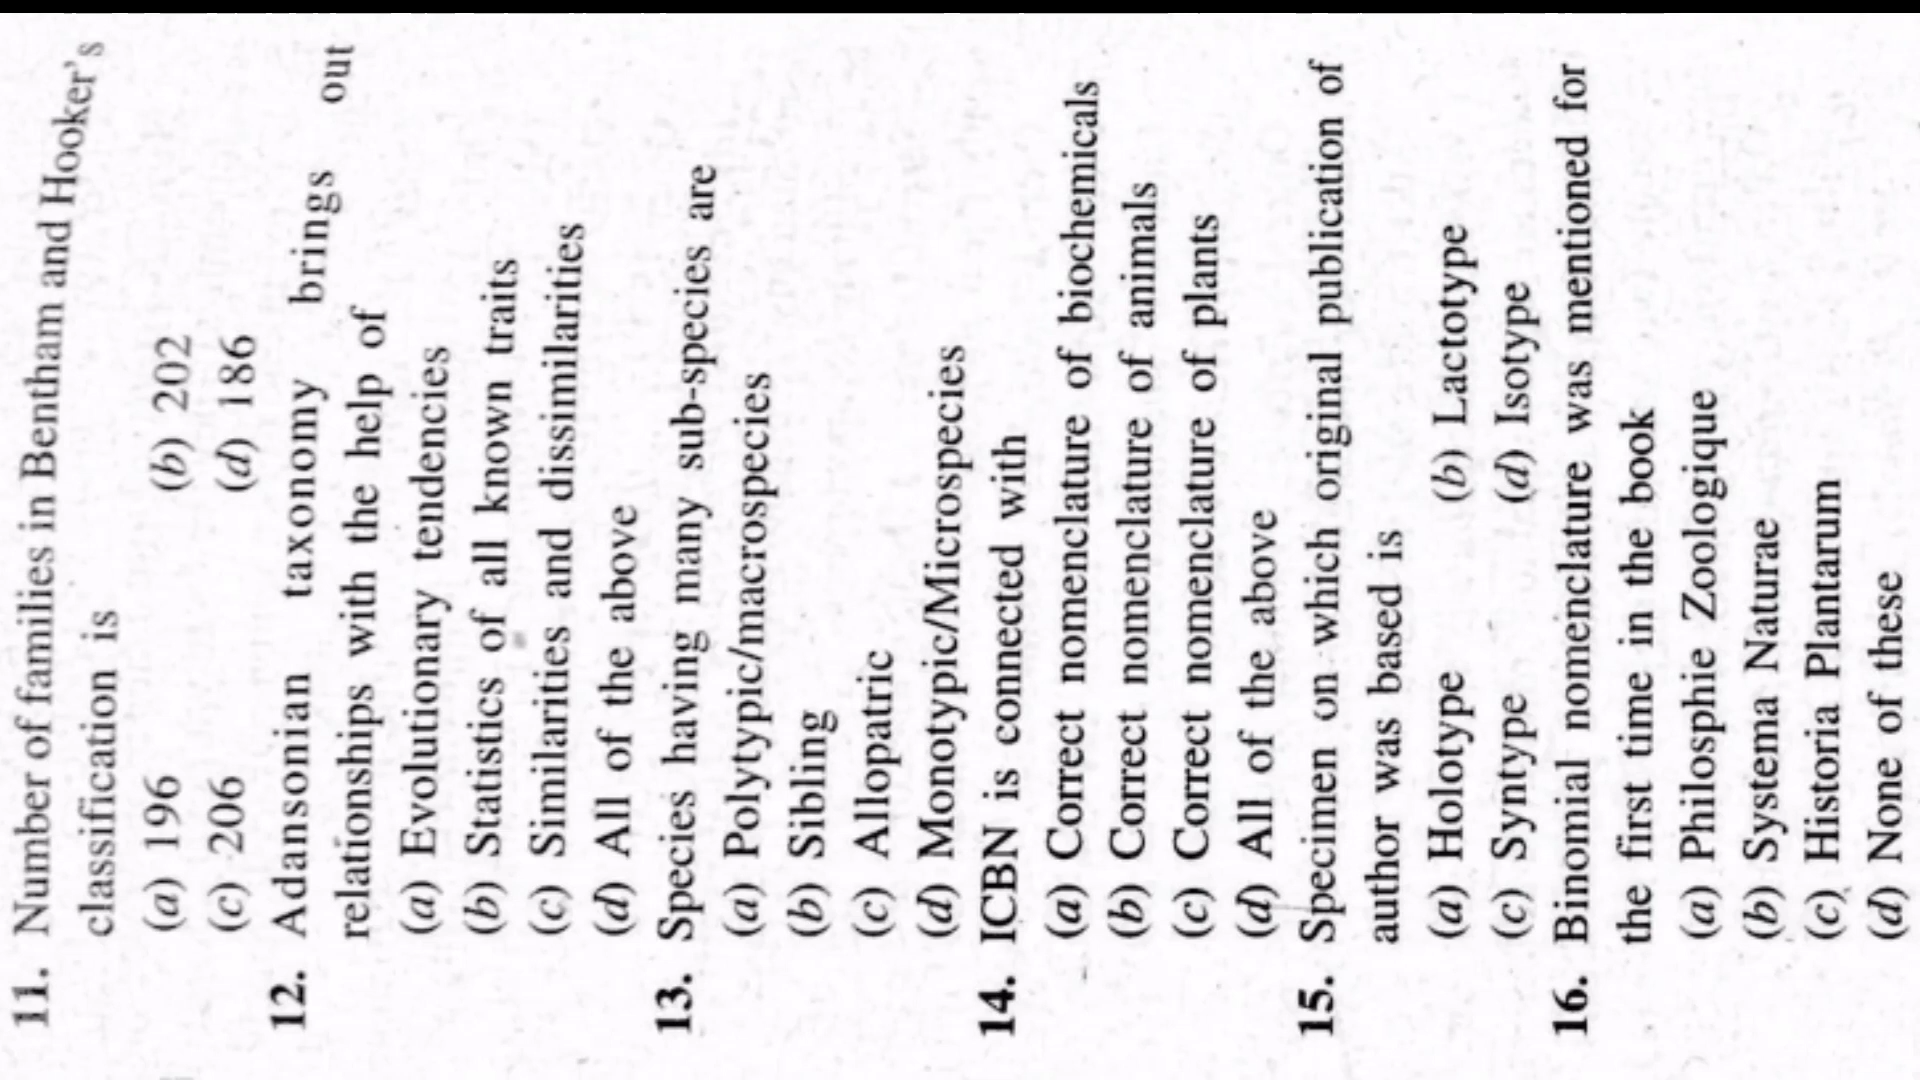 11. Number of families in Bentham and Hooker's
classification is
(a) 196 (b) 202
(c) 206 (d) 186
12. Adansonian taxonomy brings out
relationships with the help of
(a) Evolutionary tendencies
(b) Statistics of all known traits
(c) Similarities and dissimilarities
(d) All of the above
13. Species having many sub-species are
(a) Polytypic/macrospecies
(b) Sibling
(c) Allopatric
(d) Monotypic/Microspecies
14. ICBN is connected with
(a) Correct nomenclature of biochemicals
(b) Correct nomenclature of animals
(c) Correct nomenclature of plants
(d) All of the above
15. Specimen on which original publication of
author was based is
(a) Holotype (b) Lactotype
(c) Syntype (d) Isotype
16. Binomial nomenclature was mentioned for
the first time in the book
(a) Philosphie Zoologique
(b) Systema Naturae
(c) Historia Plantarum
(d) None of these